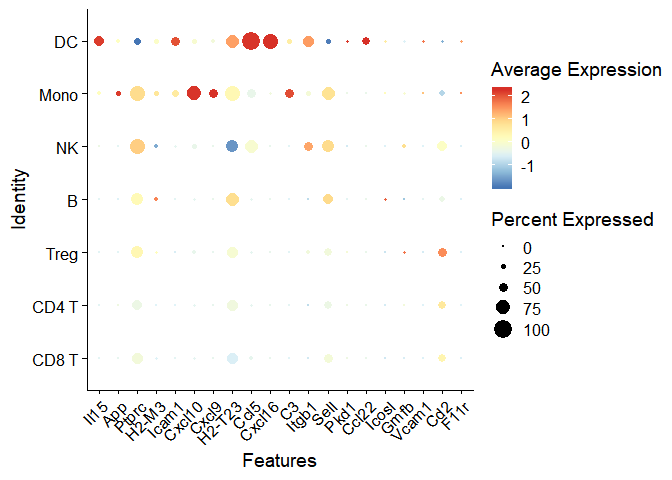 DC
Mono
NK
B
Treg
CD4 T
CD8 T
Identity
Il15
App
Ptprc
H2-M3
Icam1
Cxcl10
Cxcl9
H2-T23
Ccl5
Cxcl16
C3
Itgb1
Sell
Pkd1
Ccl22
Icosl
Gmfb
Vcam1
Cd2
F11r
Features
Average Expression
2
1
0
-1
Percent Expressed
0
25
50
75
100